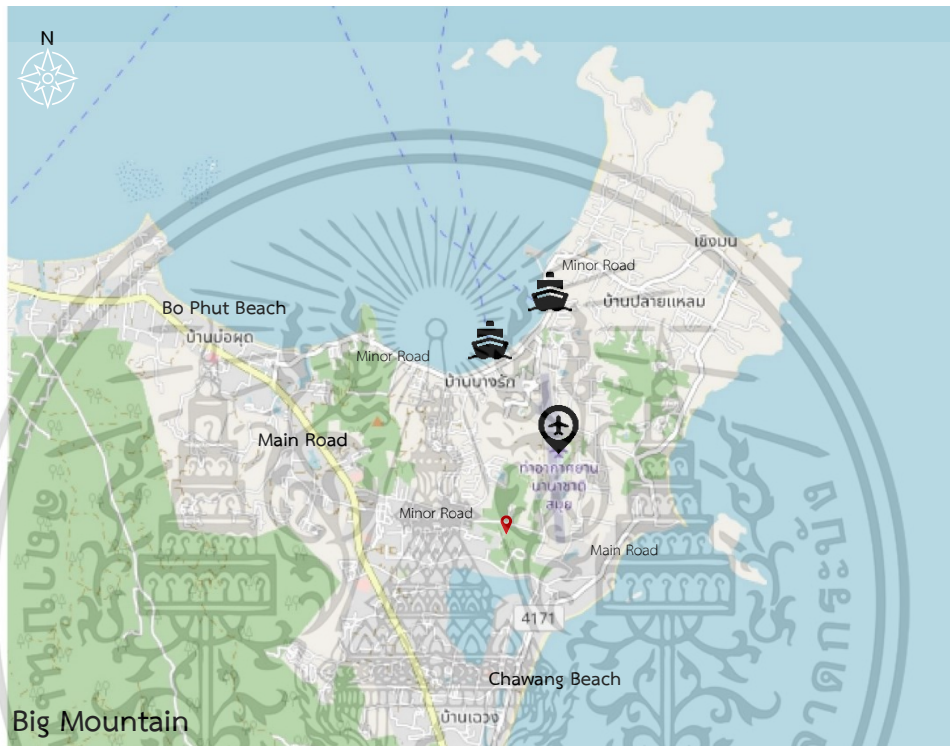 N
เชิงมน
Minor Road
บ้านปลายแหลม
Bo Phut Beach
บ้านบ่อผุด
Minor Road
บ้านบางรัก
Main Road
ท่าอากาศยาน
นานาชาติ
สมุย
Minor Road
Main Road
4171
Chawang Beach
บ้านเฉวง
Big Mountain